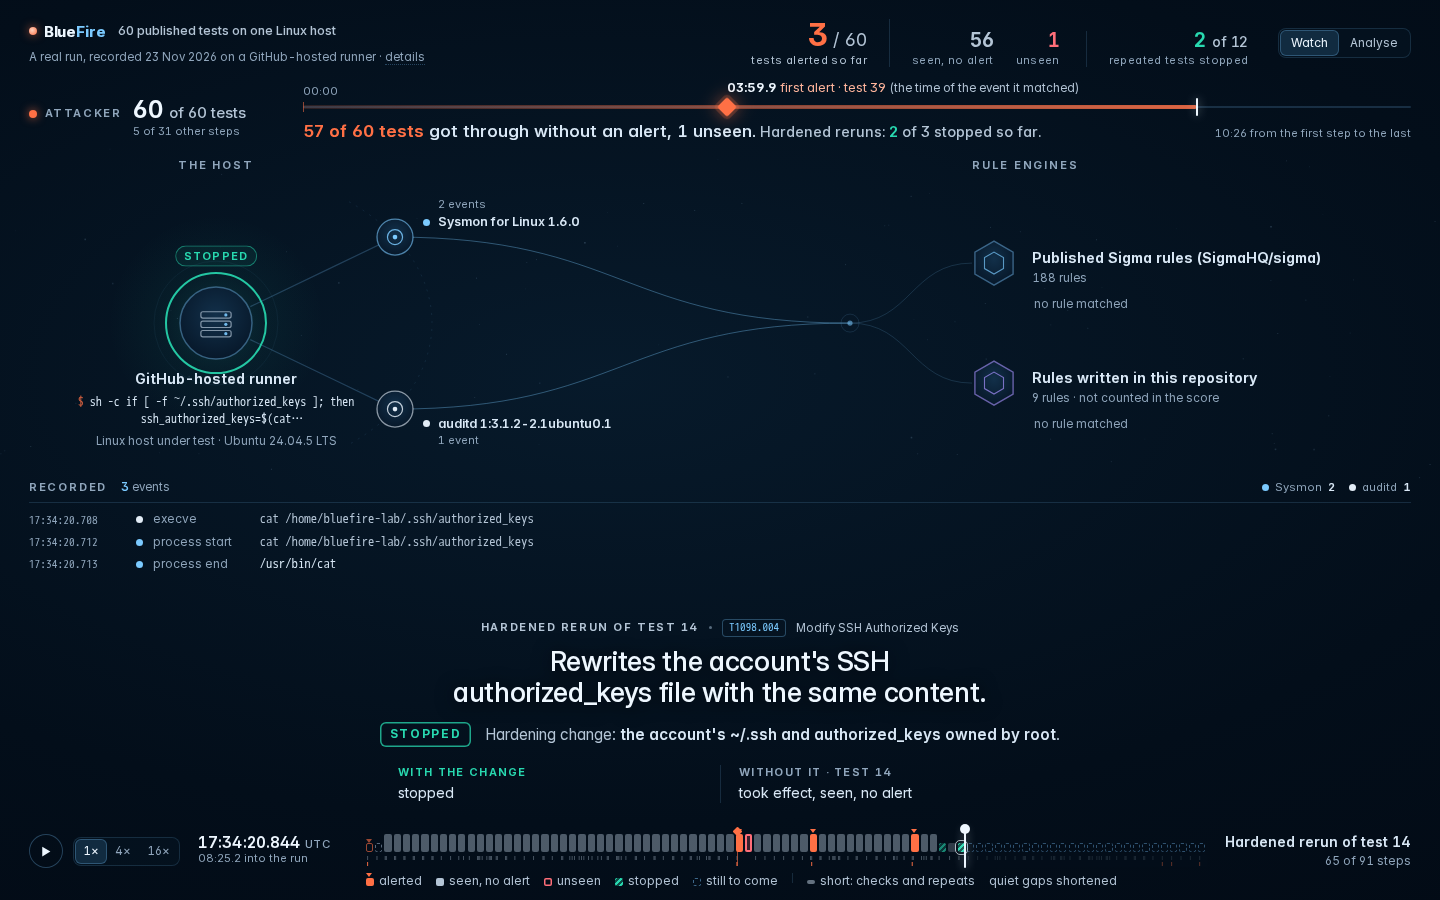 BlueFire 60 published tests on one Linux host
A real run, recorded 23 Nov 2026 on a GitHub-hosted runner · details
3 / 60
tests alerted so far
56
seen, no alert
1
unseen
2 of 12
repeated tests stopped
Watch Analyse
ATTACKER 60 of 60 tests
5 of 31 other steps
00:00
03:59.9 first alert · test 39 (the time of the event it matched)
57 of 60 tests got through without an alert, 1 unseen. Hardened reruns: 2 of 3 stopped so far.
10:26 from the first step to the last
THE HOST
RULE ENGINES
2 events
Sysmon for Linux 1.6.0
STOPPED
GitHub-hosted runner
$ sh -c if [ -f ~/.ssh/authorized_keys ]; then
ssh_authorized_keys=$(cat⋯
Linux host under test · Ubuntu 24.04.5 LTS
auditd 1:3.1.2-2.1ubuntu0.1
1 event
Published Sigma rules (SigmaHQ/sigma)
188 rules
no rule matched
Rules written in this repository
9 rules · not counted in the score
no rule matched
RECORDED 3 events
Sysmon 2 auditd 1
17:34:20.708 execve cat /home/bluefire-lab/.ssh/authorized_keys
17:34:20.712 process start cat /home/bluefire-lab/.ssh/authorized_keys
17:34:20.713 process end /usr/bin/cat
HARDENED RERUN OF TEST 14 · T1098.004 Modify SSH Authorized Keys
Rewrites the account's SSH
authorized_keys file with the same content.
STOPPED Hardening change: the account's ~/.ssh and authorized_keys owned by root.
WITH THE CHANGE
stopped
WITHOUT IT · TEST 14
took effect, seen, no alert
1× 4× 16×
17:34:20.844 UTC
08:25.2 into the run
Hardened rerun of test 14
65 of 91 steps
alerted seen, no alert unseen stopped still to come short: checks and repeats quiet gaps shortened